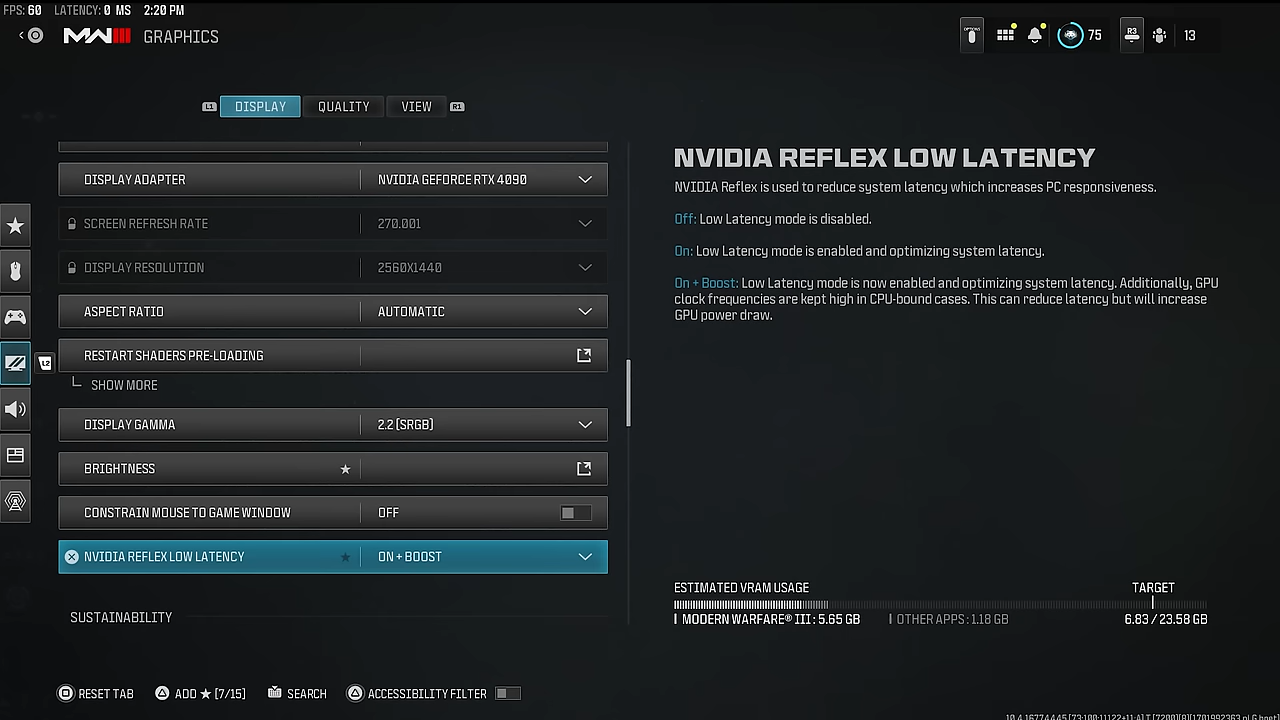 FPS: 60 LATENCY: 0 MS 2:20 PM
MWIII GRAPHICS
OPTIONS 75 R3 13
L1 DISPLAY QUALITY VIEW R1
DISPLAY ADAPTER NVIDIA GEFORCE RTX 4090
SCREEN REFRESH RATE 270.001
DISPLAY RESOLUTION 2560X1440
ASPECT RATIO AUTOMATIC
L2
RESTART SHADERS PRE-LOADING
SHOW MORE
DISPLAY GAMMA 2.2 [SRGB]
BRIGHTNESS
CONSTRAIN MOUSE TO GAME WINDOW OFF
NVIDIA REFLEX LOW LATENCY ON + BOOST
SUSTAINABILITY
NVIDIA REFLEX LOW LATENCY
NVIDIA Reflex is used to reduce system latency which increases PC responsiveness.
Off: Low Latency mode is disabled.
On: Low Latency mode is enabled and optimizing system latency.
On + Boost: Low Latency mode is now enabled and optimizing system latency. Additionally, GPU
clock frequencies are kept high in CPU-bound cases. This can reduce latency but will increase
GPU power draw.
ESTIMATED VRAM USAGE TARGET
MODERN WARFARE® III : 5.65 GB OTHER APPS : 1.18 GB 6.83 / 23.58 GB
RESET TAB ADD ★ [7/15] SEARCH ACCESSIBILITY FILTER